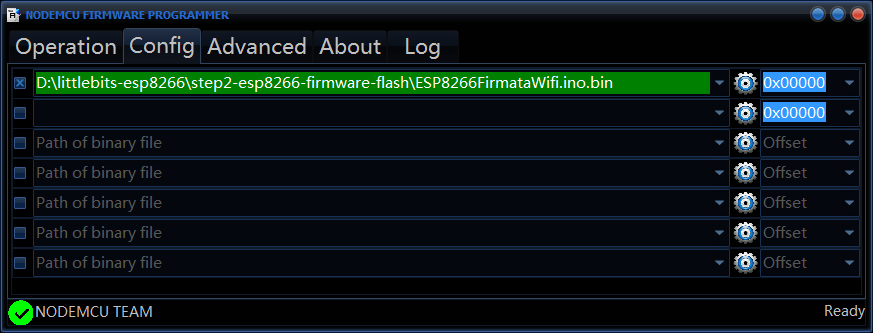 NODEMCU FIRMWARE PROGRAMMER
Operation Config Advanced About Log
D:\littlebits-esp8266\step2-esp8266-firmware-flash\ESP8266FirmataWifi.ino.bin 0x00000
0x00000
Path of binary file Offset
Path of binary file Offset
Path of binary file Offset
Path of binary file Offset
Path of binary file Offset
NODEMCU TEAM Ready